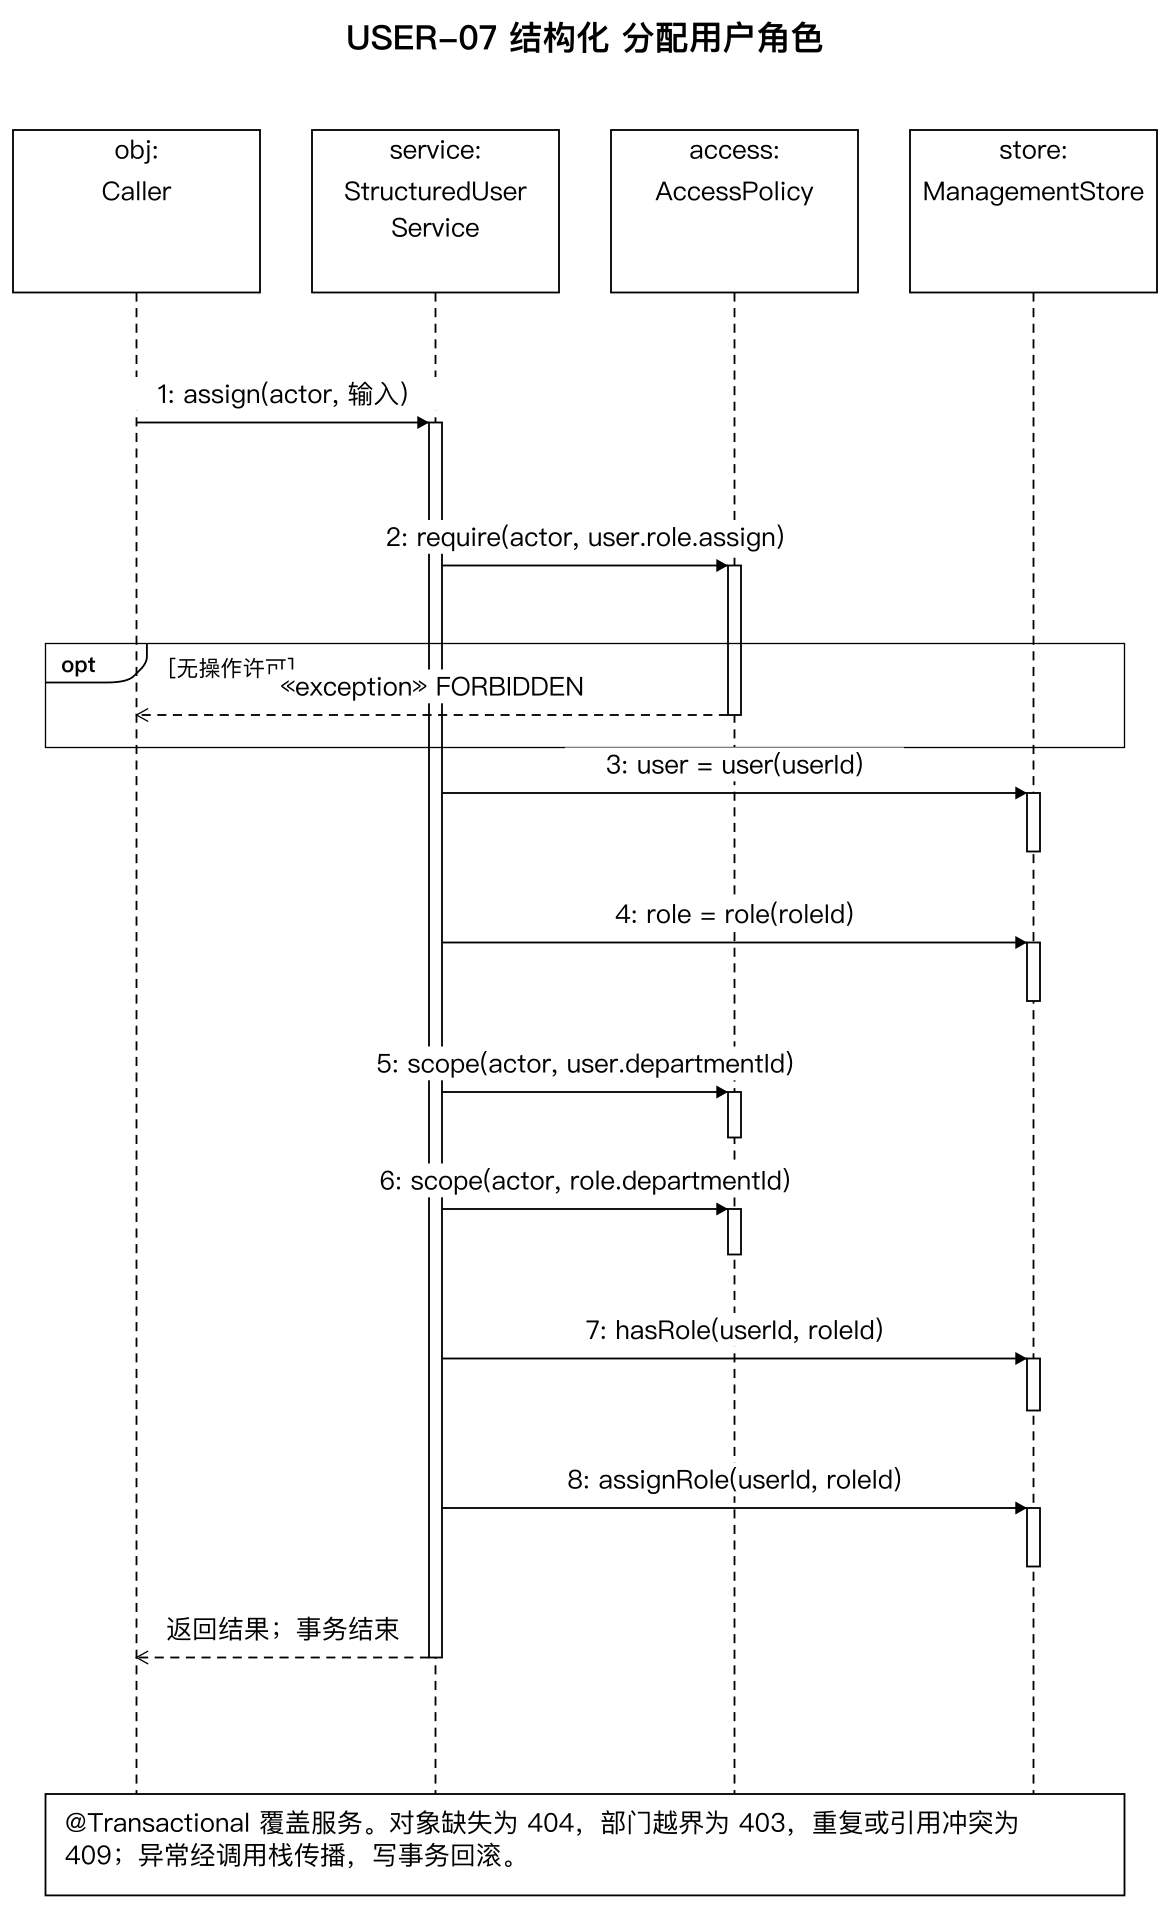 USER-07 结构化 分配用户角色
obj:
Caller
service:
StructuredUser
Service
access:
AccessPolicy
store:
ManagementStore
1: assign(actor, 输入)
2: require(actor, user.role.assign)
opt
[无操作许可]
«exception» FORBIDDEN
3: user = user(userId)
4: role = role(roleId)
5: scope(actor, user.departmentId)
6: scope(actor, role.departmentId)
7: hasRole(userId, roleId)
8: assignRole(userId, roleId)
返回结果；事务结束
@Transactional 覆盖服务。对象缺失为 404，部门越界为 403，重复或引用冲突为
409；异常经调用栈传播，写事务回滚。